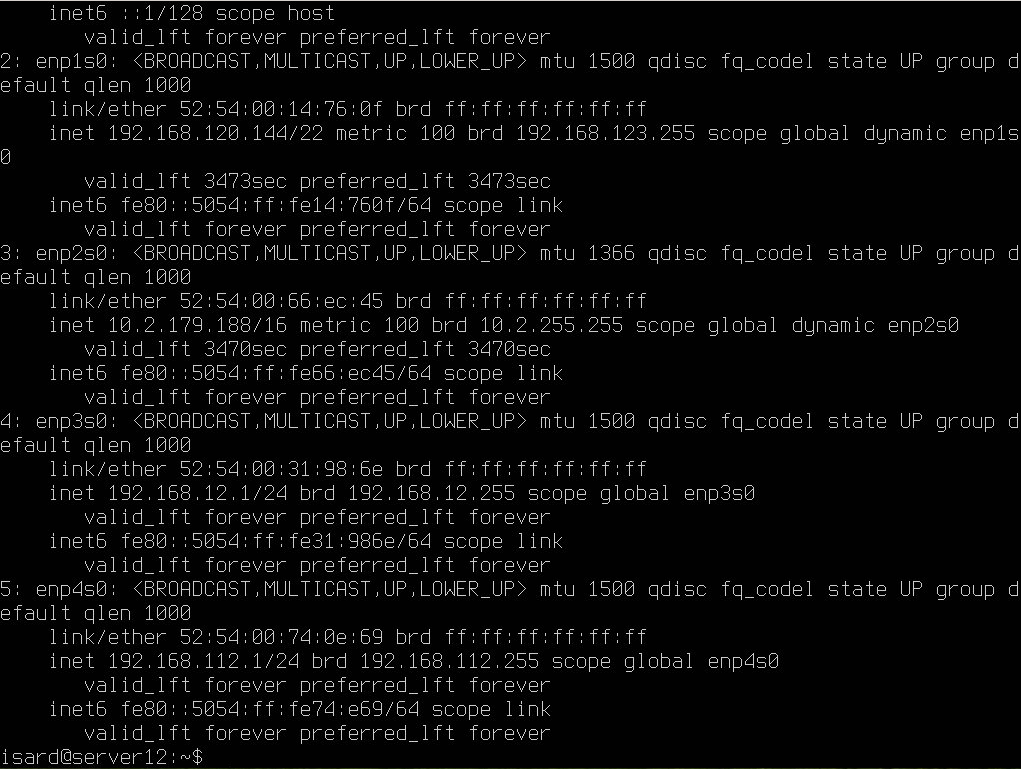 inet6 ::1/128 scope host
       valid_lft forever preferred_lft forever
2: enp1s0: <BROADCAST,MULTICAST,UP,LOWER_UP> mtu 1500 qdisc fq_codel state UP group d
efault qlen 1000
    link/ether 52:54:00:14:76:0f brd ff:ff:ff:ff:ff:ff
    inet 192.168.120.144/22 metric 100 brd 192.168.123.255 scope global dynamic enp1s
0
       valid_lft 3473sec preferred_lft 3473sec
    inet6 fe80::5054:ff:fe14:760f/64 scope link
       valid_lft forever preferred_lft forever
3: enp2s0: <BROADCAST,MULTICAST,UP,LOWER_UP> mtu 1366 qdisc fq_codel state UP group d
efault qlen 1000
    link/ether 52:54:00:66:ec:45 brd ff:ff:ff:ff:ff:ff
    inet 10.2.179.188/16 metric 100 brd 10.2.255.255 scope global dynamic enp2s0
       valid_lft 3470sec preferred_lft 3470sec
    inet6 fe80::5054:ff:fe66:ec45/64 scope link
       valid_lft forever preferred_lft forever
4: enp3s0: <BROADCAST,MULTICAST,UP,LOWER_UP> mtu 1500 qdisc fq_codel state UP group d
efault qlen 1000
    link/ether 52:54:00:31:98:6e brd ff:ff:ff:ff:ff:ff
    inet 192.168.12.1/24 brd 192.168.12.255 scope global enp3s0
       valid_lft forever preferred_lft forever
    inet6 fe80::5054:ff:fe31:986e/64 scope link
       valid_lft forever preferred_lft forever
5: enp4s0: <BROADCAST,MULTICAST,UP,LOWER_UP> mtu 1500 qdisc fq_codel state UP group d
efault qlen 1000
    link/ether 52:54:00:74:0e:69 brd ff:ff:ff:ff:ff:ff
    inet 192.168.112.1/24 brd 192.168.112.255 scope global enp4s0
       valid_lft forever preferred_lft forever
    inet6 fe80::5054:ff:fe74:e69/64 scope link
       valid_lft forever preferred_lft forever
isard@server12:~$